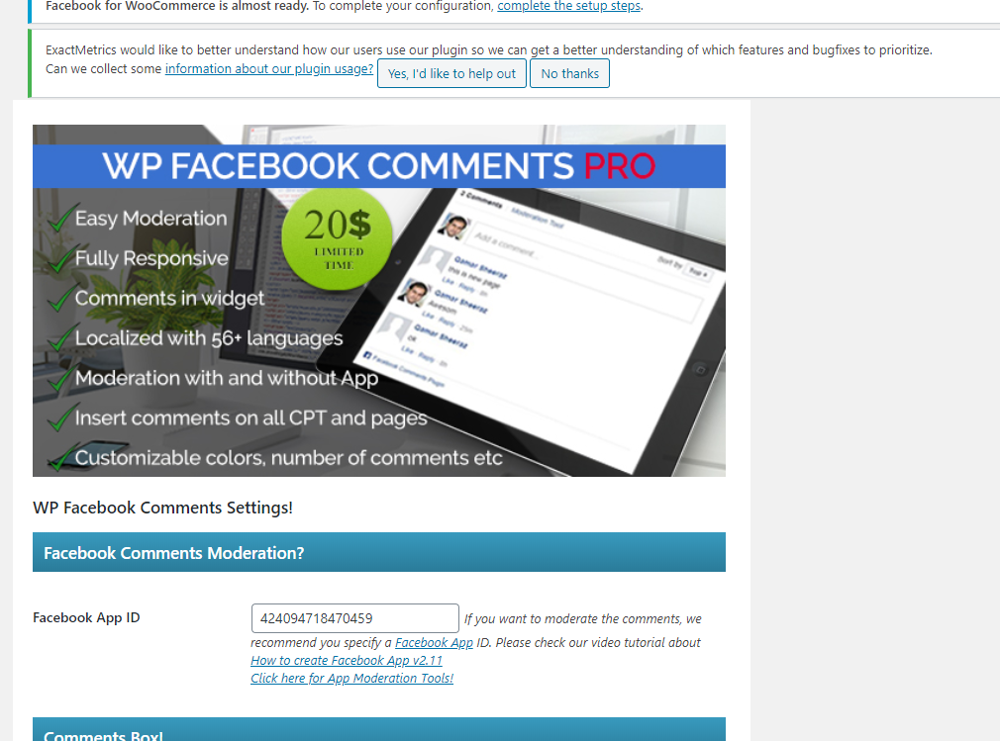 Facebook for WooCommerce is almost ready. To complete your configuration, complete the setup steps.
ExactMetrics would like to better understand how our users use our plugin so we can get a better understanding of which features and bugfixes to prioritize.
Can we collect some information about our plugin usage? Yes, I'd like to help out No thanks
WP FACEBOOK COMMENTS PRO
Easy Moderation
Fully Responsive
Comments in widget
Localized with 56+ languages
Moderation with and without App
Insert comments on all CPT and pages
Customizable colors, number of comments etc
20$
LIMITED
TIME
2 Comments Moderation Tool
Sort by Top
Add a comment...
Qamar Sheeraz
this is new page
Like Reply
Qamar Sheeraz
Awesom
Like Reply
Qamar Sheeraz
Like Reply
Facebook Comments Plugin
WP Facebook Comments Settings!
Facebook Comments Moderation?
Facebook App ID
424094718470459 If you want to moderate the comments, we
recommend you specify a Facebook App ID. Please check our video tutorial about
How to create Facebook App v2.11
Click here for App Moderation Tools!
Comments Box!